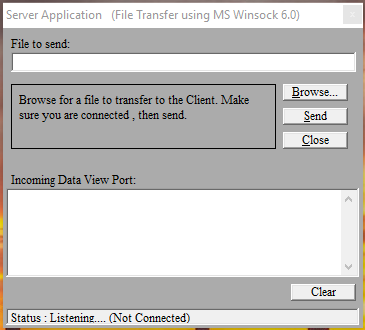 Server Application   (File Transfer using MS Winsock 6.0)
File to send:
Browse for a file to transfer to the Client. Make
sure you are connected , then send.
Browse...
Send
Close
Incoming Data View Port:
Clear
Status : Listening.... (Not Connected)